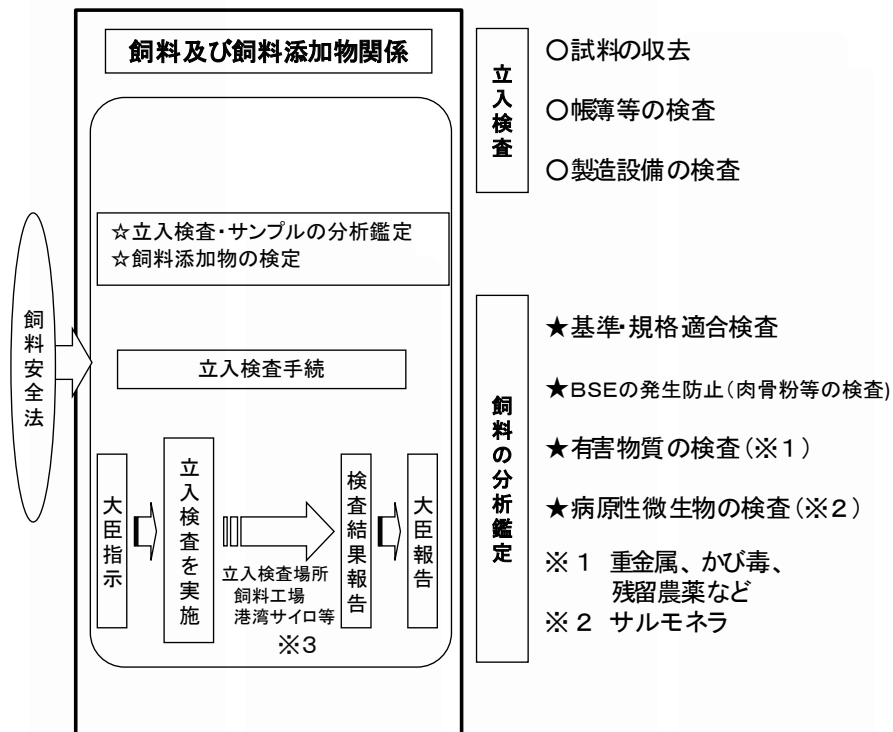 飼料及び飼料添加物関係
☆立入検査・サンプルの分析鑑定
☆飼料添加物の検定
飼料安全法
立入検査手続
大臣指示
立入検査を実施
立入検査場所
飼料工場
港湾サイロ等
※3
検査結果報告
大臣報告
立入検査
○試料の収去
○帳簿等の検査
○製造設備の検査
飼料の分析鑑定
★基準・規格適合検査
★BSEの発生防止(肉骨粉等の検査)
★有害物質の検査(※1)
★病原性微生物の検査(※2)
※1 重金属、かび毒、
残留農薬など
※2 サルモネラ